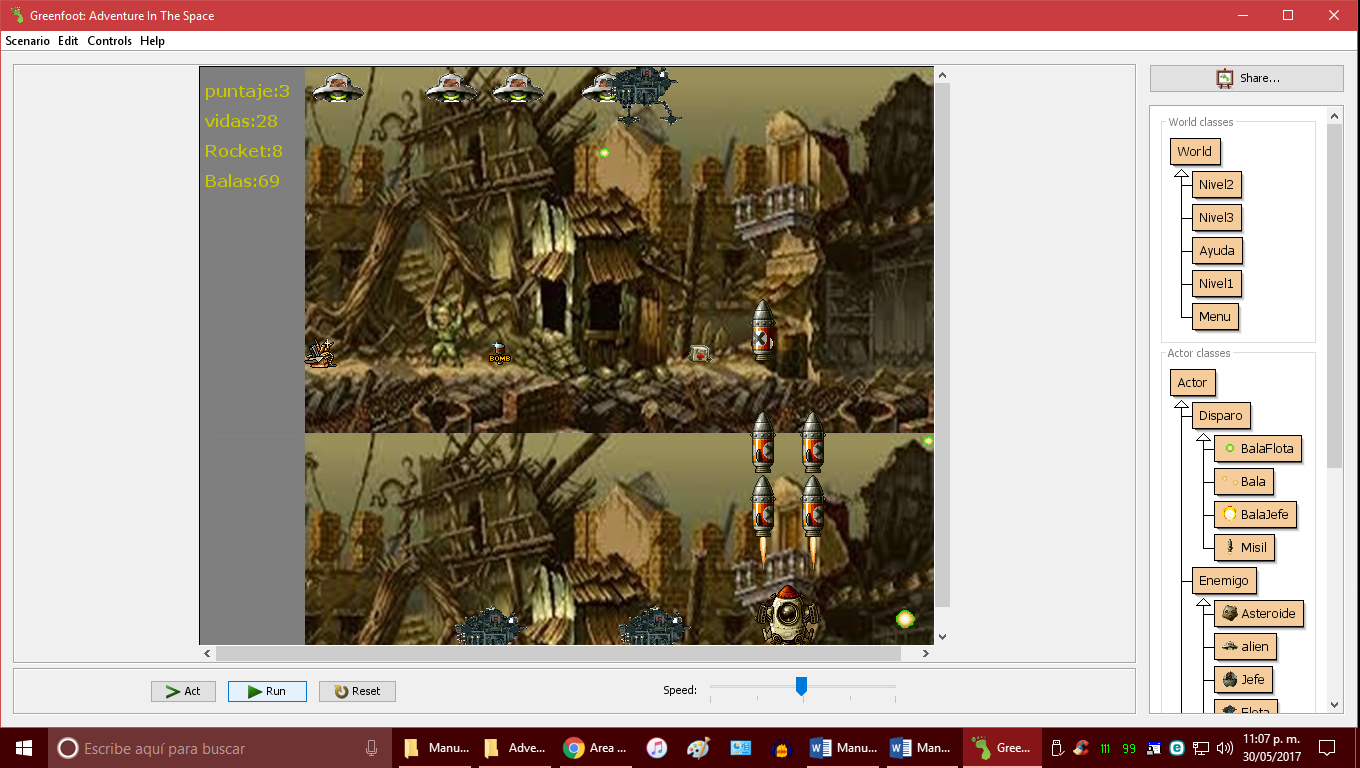 Greenfoot: Adventure In The Space
Scenario Edit Controls Help
puntaje:3
vidas:28
Rocket:8
Balas:69
BOMB
Share...
World classes
World
Nivel2
Nivel3
Ayuda
Nivel1
Menu
Actor classes
Actor
Disparo
BalaFlota
Bala
BalaJefe
Misil
Enemigo
Asteroide
alien
Jefe
Flota
Act Run Reset Speed:
Escribe aquí para buscar
Manu... Adve... Area ... Manu... Man... Gree...
111 99
11:07 p. m.
30/05/2017